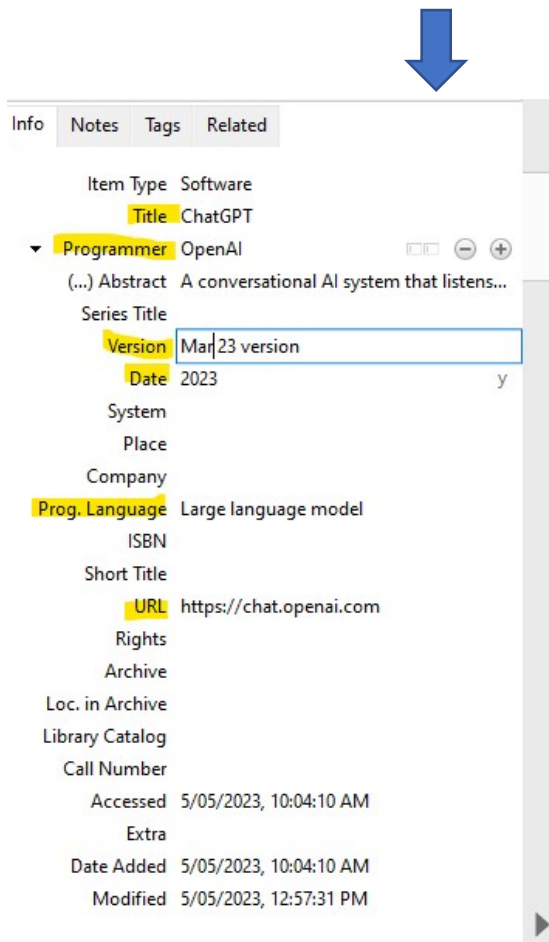 Info Notes Tags Related
Item Type Software
Title ChatGPT
Programmer OpenAI
(...) Abstract A conversational AI system that listens...
Series Title
Version Mar 23 version
Date 2023 y
System
Place
Company
Prog. Language Large language model
ISBN
Short Title
URL https://chat.openai.com
Rights
Archive
Loc. in Archive
Library Catalog
Call Number
Accessed 5/05/2023, 10:04:10 AM
Extra
Date Added 5/05/2023, 10:04:10 AM
Modified 5/05/2023, 12:57:31 PM